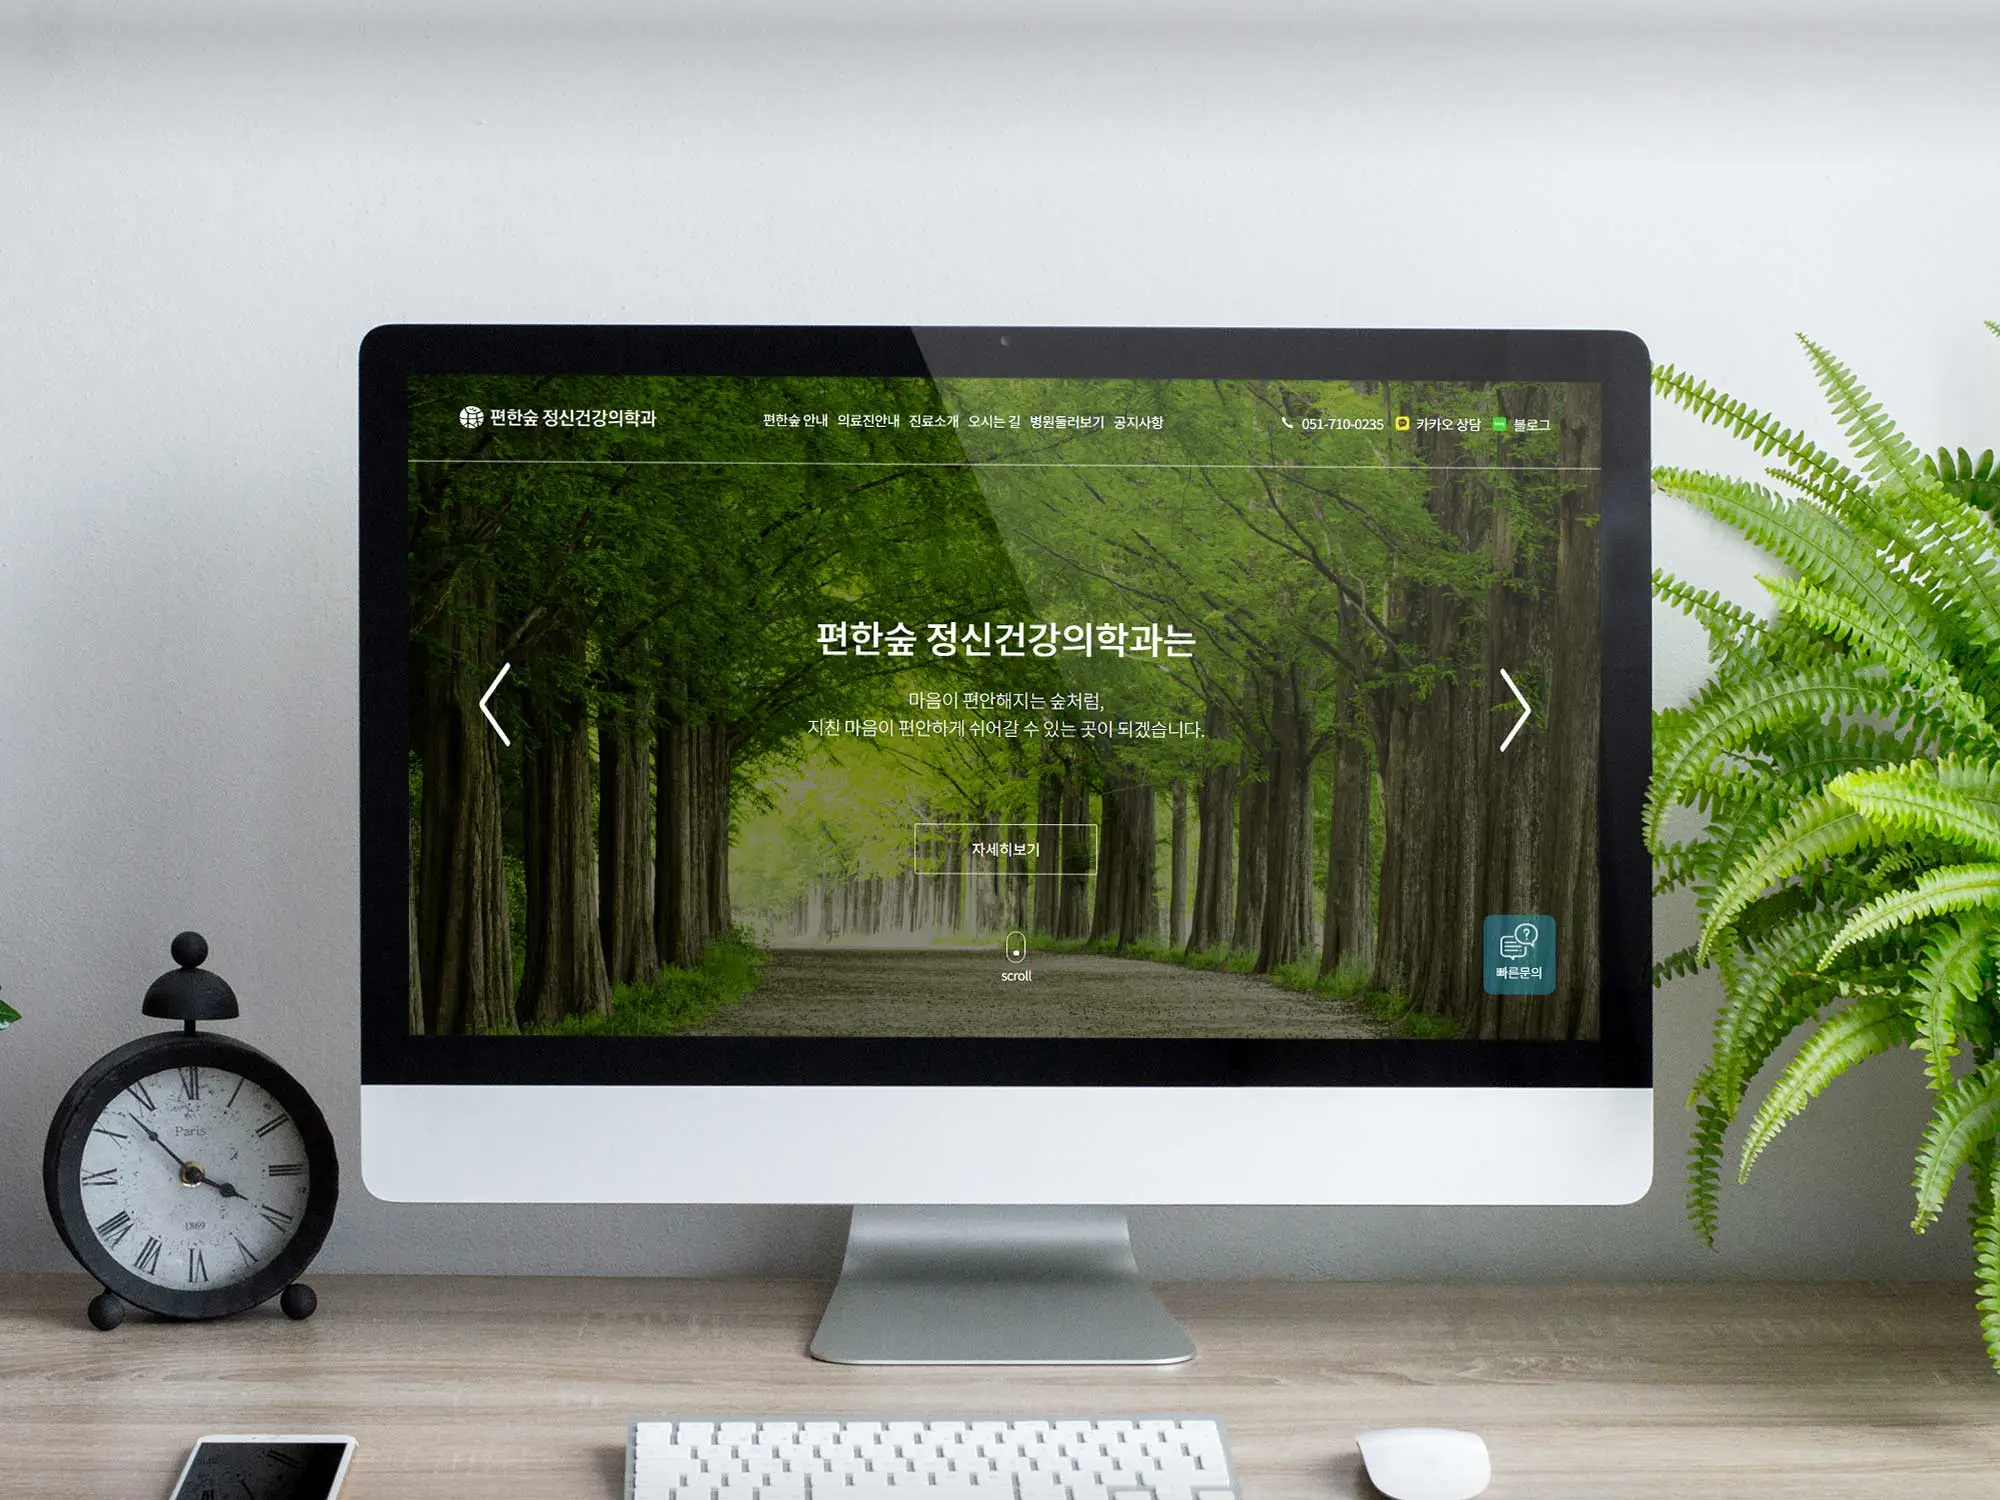 편한숲 정신건강의학과
편한숲 안내 의료진안내 진료소개 오시는 길 병원둘러보기 공지사항
051-710-0235 카카오 상담 블로그
편한숲 정신건강의학과는
마음이 편안해지는 숲처럼,
지친 마음이 편안하게 쉬어갈 수 있는 곳이 되겠습니다.
자세히보기
scroll
빠른문의
Paris
1869